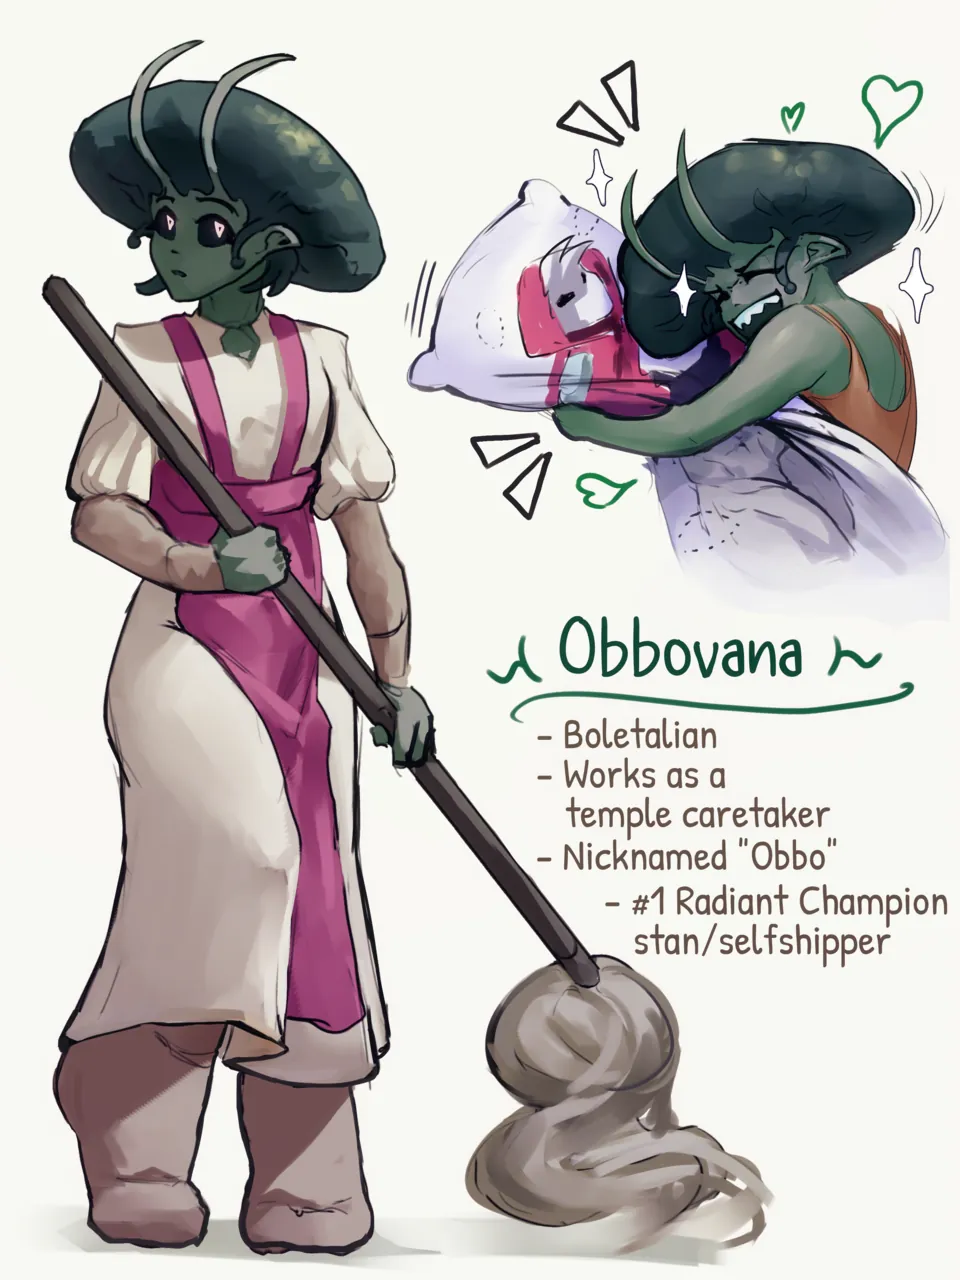 Obbovana
- Boletalian
- Works as a
temple caretaker
- Nicknamed "Obbo"
- #1 Radiant Champion
stan/selfshipper